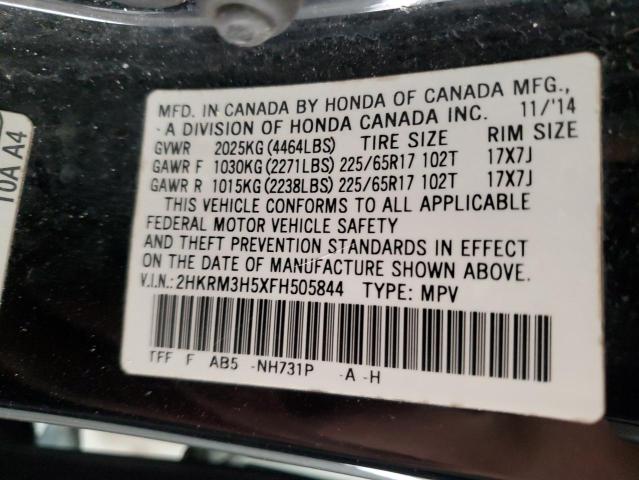 MFD. IN CANADA BY HONDA OF CANADA MFG.,
A DIVISION OF HONDA CANADA INC. 11/'14
GVWR 2025KG(4464LBS) TIRE SIZE RIM SIZE
GAWR F 1030KG(2271LBS) 225/65R17 102T 17X7J
GAWR R 1015KG(2238LBS) 225/65R17 102T 17X7J
THIS VEHICLE CONFORMS TO ALL APPLICABLE
FEDERAL MOTOR VEHICLE SAFETY
AND THEFT PREVENTION STANDARDS IN EFFECT
ON THE DATE OF MANUFACTURE SHOWN ABOVE.
V.I.N.: 2HKRM3H5XFH505844 TYPE: MPV
TFF F AB5 -NH731P -A -H
10A A4